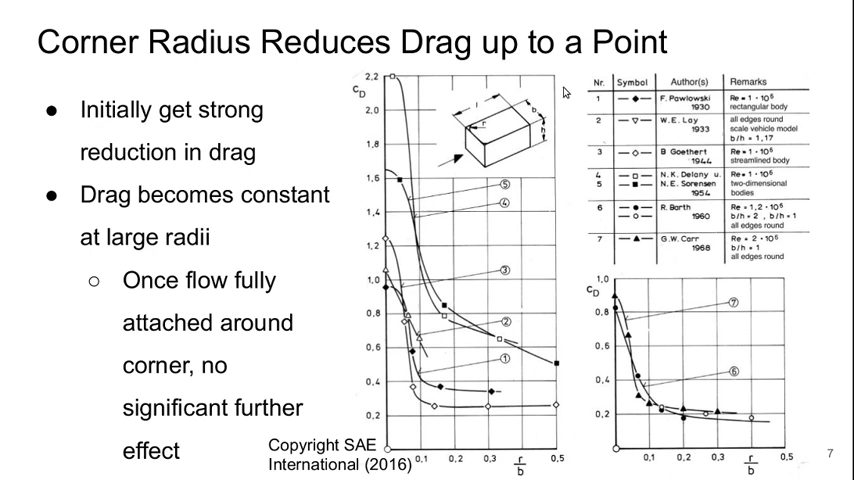 Corner Radius Reduces Drag up to a Point
● Initially get strong
reduction in drag
● Drag becomes constant
at large radii
○ Once flow fully
attached around
corner, no
significant further
effect
Copyright SAE
International (2016)
2,2
c_D
2,0
1,8
1,6
1,4
1,2
1,0
0,8
0,6
0,4
0,2
0
0,1 0,2 0,3 r/b 0,5
l
b
h
r
5
4
3
2
1
Nr. Symbol Author(s) Remarks
1 F. Pawlowski Re = 1 · 10⁶
1930 rectangular body
2 W.E. Lay all edges round
1933 scale vehicle model
b/h = 1,17
3 B Goethert Re = 1 · 10⁶
1944 streamlined body
4 N.K. Delany u. Re = 1 · 10⁶
5 N.E. Sorensen two-dimensional
1954 bodies
6 R. Barth Re = 1,2 · 10⁶
1960 b/h = 2 , b/h = 1
all edges round
7 G.W. Carr Re = 2 · 10⁶
1968 b/h = 1
all edges round
1,0
c_D
0,8
0,6
0,4
0,2
0
0,1 0,2 0,3 r/b 0,5
7
6
7